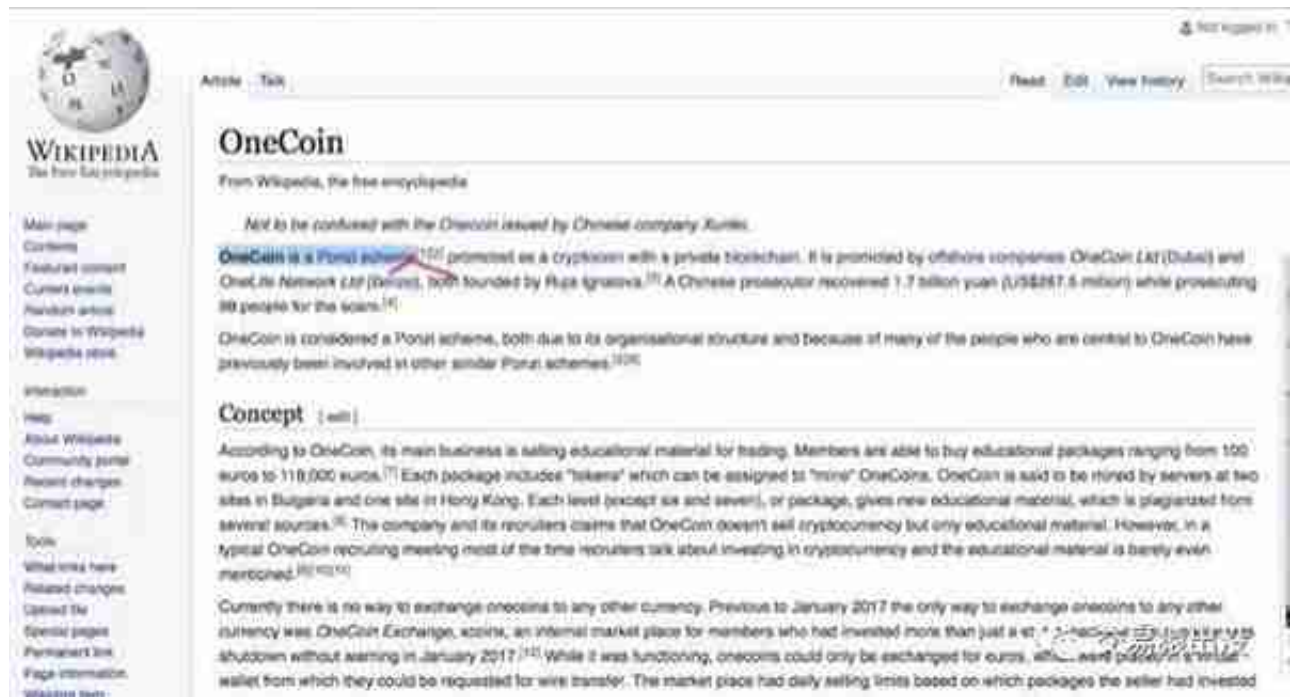 Not logged in
Article Talk
Read Edit View history
WIKIPEDIA
The Free Encyclopedia
OneCoin
From Wikipedia, the free encyclopedia
Main page
Contents
Featured content
Current events
Random article
Donate to Wikipedia
Wikipedia store
Interaction
Help
About Wikipedia
Community portal
Recent changes
Contact page
Tools
What links here
Related changes
Upload file
Special pages
Permanent link
Page information
Not to be confused with the Onecoin issued by Chinese company Xunlei.
OneCoin is a Ponzi scheme promoted as a cryptocoin with a private blockchain. It is promoted by offshore companies OneCoin Ltd (Dubai) and
OneLife Network Ltd (Belize), both founded by Ruja Ignatova.[3] A Chinese prosecutor recovered 1.7 billion yuan (US$267.5 million) while prosecuting
98 people for the scam.[4]
OneCoin is considered a Ponzi scheme, both due to its organisational structure and because of many of the people who are central to OneCoin have
previously been involved in other similar Ponzi schemes.
Concept [edit]
According to OneCoin, its main business is selling educational material for trading. Members are able to buy educational packages ranging from 100
euros to 118,000 euros.[7] Each package includes "tokens" which can be assigned to "mine" OneCoins. OneCoin is said to be mined by servers at two
sites in Bulgaria and one site in Hong Kong. Each level (except six and seven), or package, gives new educational material, which is plagiarized from
several sources.[8] The company and its recruiters claims that OneCoin doesn't sell cryptocurrency but only educational material. However, in a
typical OneCoin recruiting meeting most of the time recruiters talk about investing in cryptocurrency and the educational material is barely even
mentioned.[9][10][11]
Currently there is no way to exchange onecoins to any other currency. Previous to January 2017 the only way to exchange onecoins to any other
currency was OneCoin Exchange, xcoinx, an internal market place for members who had invested more than just a
shutdown without warning in January 2017.[12] While it was functioning, onecoins could only be exchanged for euros, were placed in a virtual
wallet from which they could be requested for wire transfer. The market place had daily selling limits based on which packages the seller had invested